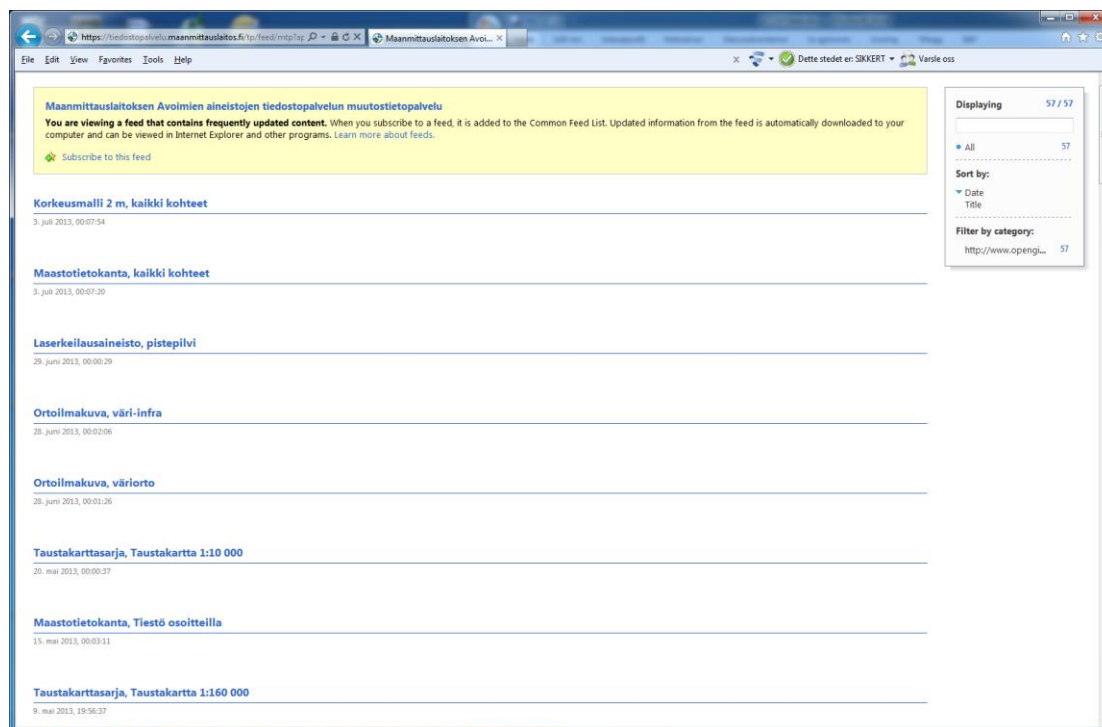 https://tiedostopalvelu.maanmittauslaitos.fi/tp/feed/mtp?ap
Maanmittauslaitoksen Avoi...
File Edit View Favorites Tools Help
Dette stedet er: SIKKERT
Varsle oss
Maanmittauslaitoksen Avoimien aineistojen tiedostopalvelun muutostietopalvelu
You are viewing a feed that contains frequently updated content. When you subscribe to a feed, it is added to the Common Feed List. Updated information from the feed is automatically downloaded to your
computer and can be viewed in Internet Explorer and other programs. Learn more about feeds.
Subscribe to this feed
Korkeusmalli 2 m, kaikki kohteet
3. juli 2013, 00:07:54
Maastotietokanta, kaikki kohteet
3. juli 2013, 00:07:20
Laserkeilausaineisto, pistepilvi
29. juni 2013, 00:00:29
Ortoilmakuva, väri-infra
28. juni 2013, 00:02:06
Ortoilmakuva, väriorto
28. juni 2013, 00:01:26
Taustakarttasarja, Taustakartta 1:10 000
20. mai 2013, 00:00:37
Maastotietokanta, Tiestö osoitteilla
15. mai 2013, 00:03:11
Taustakarttasarja, Taustakartta 1:160 000
9. mai 2013, 19:56:37
Displaying 57 / 57
All 57
Sort by:
Date
Title
Filter by category:
http://www.opengi... 57